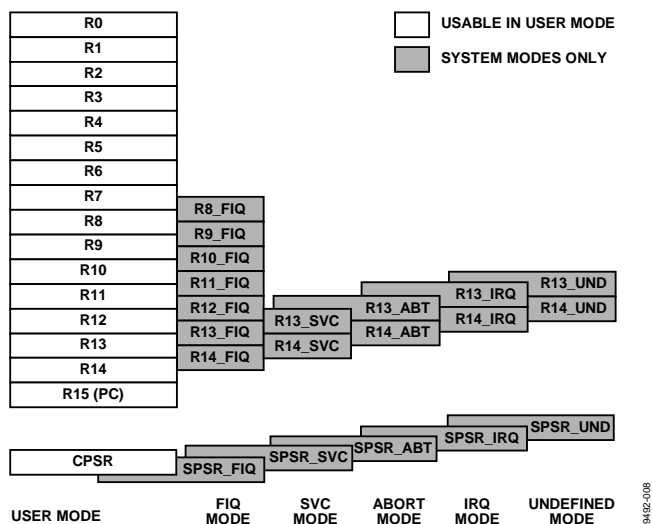 R0
R1
R2
R3
R4
R5
R6
R7
R8
R9
R10
R11
R12
R13
R14
R15 (PC)
CPSR
USER MODE
R8_FIQ
R9_FIQ
R10_FIQ
R11_FIQ
R12_FIQ
R13_FIQ
R14_FIQ
SPSR_FIQ
FIQ
MODE
R13_SVC
R14_SVC
SPSR_SVC
SVC
MODE
R13_ABT
R14_ABT
SPSR_ABT
ABORT
MODE
R13_IRQ
R14_IRQ
SPSR_IRQ
IRQ
MODE
R13_UND
R14_UND
SPSR_UND
UNDEFINED
MODE
USABLE IN USER MODE
SYSTEM MODES ONLY
9492-008